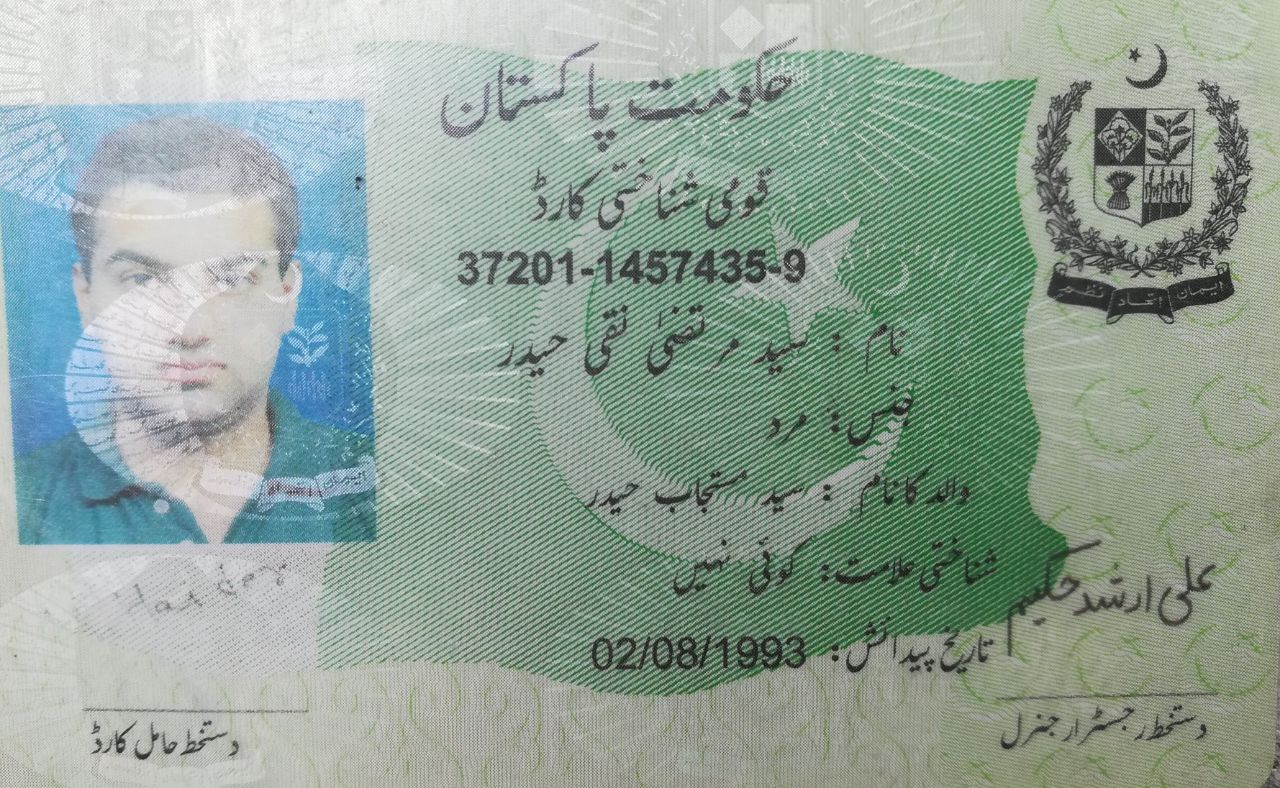 حکومت پاکستان
قومی شناختی کارڈ
37201-1457435-9
نام : سید مرتضیٰ نقی حیدر
جنس: مرد
والد کا نام : سید مستجاب حیدر
شناختی علامت: کوئی نہیں
تاریخ پیدائش: 02/08/1993
ایمان اتحاد نظم
علی ارشد حکیم
دستخط رجسٹرار جنرل
دستخط حامل کارڈ